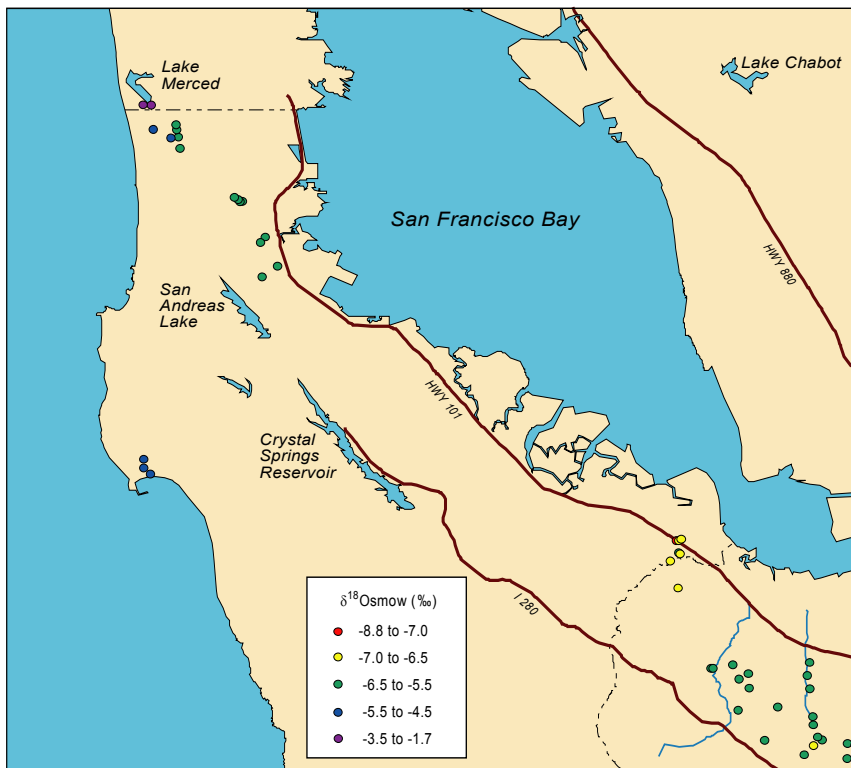 Lake
Merced
Lake Chabot
San Francisco Bay
HWY 880
San
Andreas
Lake
HWY 101
Crystal
Springs
Reservoir
I 280
δ18Osmow (‰)
-8.8 to -7.0
-7.0 to -6.5
-6.5 to -5.5
-5.5 to -4.5
-3.5 to -1.7